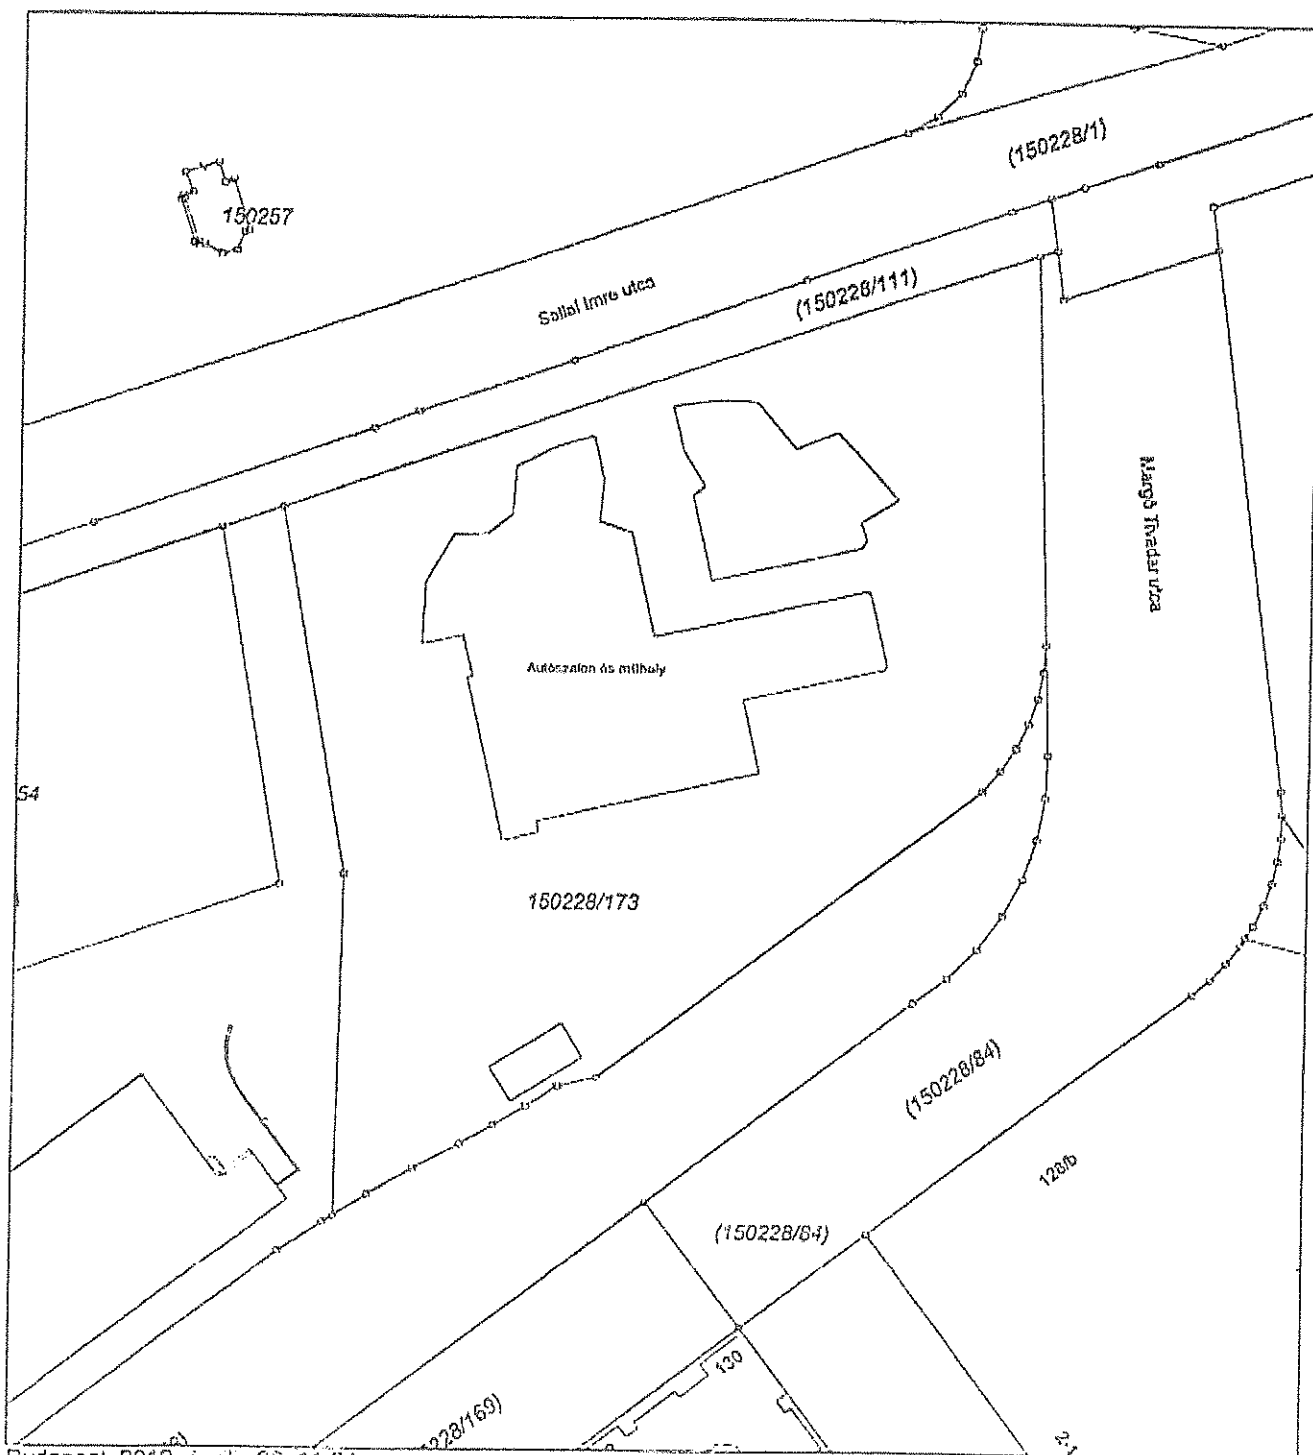 (150228/1)
150257
Sallai Imre utca
(150228/111)
Margó Tivadar utca
Autószalon és műhely
54
150228/173
(150228/84)
128/b
(150228/84)
130
228/169)